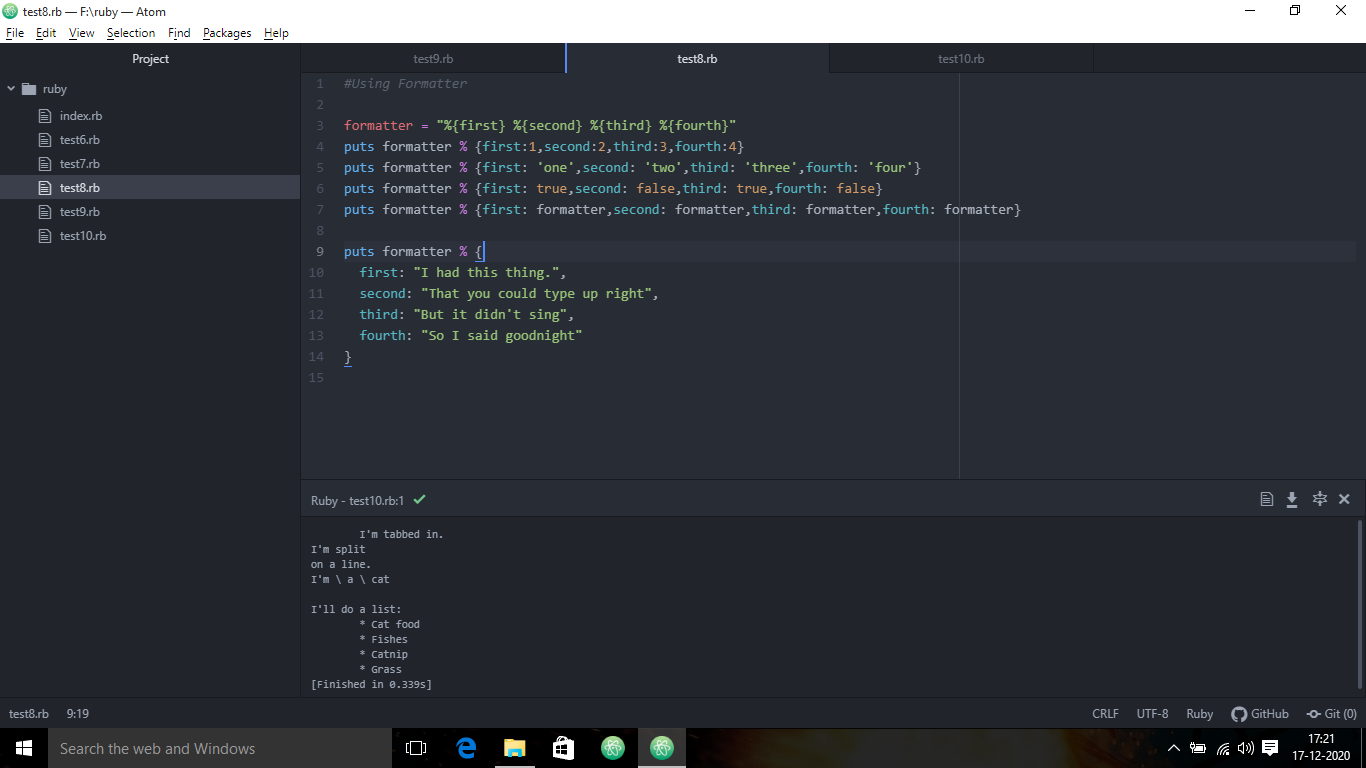 test8.rb — F:\ruby — Atom
File Edit View Selection Find Packages Help
Project
test9.rb test8.rb test10.rb
ruby
index.rb
test6.rb
test7.rb
test8.rb
test9.rb
test10.rb
1 #Using Formatter
2
3 formatter = "%{first} %{second} %{third} %{fourth}"
4 puts formatter % {first:1,second:2,third:3,fourth:4}
5 puts formatter % {first: 'one',second: 'two',third: 'three',fourth: 'four'}
6 puts formatter % {first: true,second: false,third: true,fourth: false}
7 puts formatter % {first: formatter,second: formatter,third: formatter,fourth: formatter}
8
9 puts formatter % {
10   first: "I had this thing.",
11   second: "That you could type up right",
12   third: "But it didn't sing",
13   fourth: "So I said goodnight"
14 }
15
Ruby - test10.rb:1
I'm tabbed in.
I'm split
on a line.
I'm \ a \ cat
I'll do a list:
* Cat food
* Fishes
* Catnip
* Grass
[Finished in 0.339s]
test8.rb 9:19 CRLF UTF-8 Ruby GitHub Git (0)
Search the web and Windows
17:21
17-12-2020